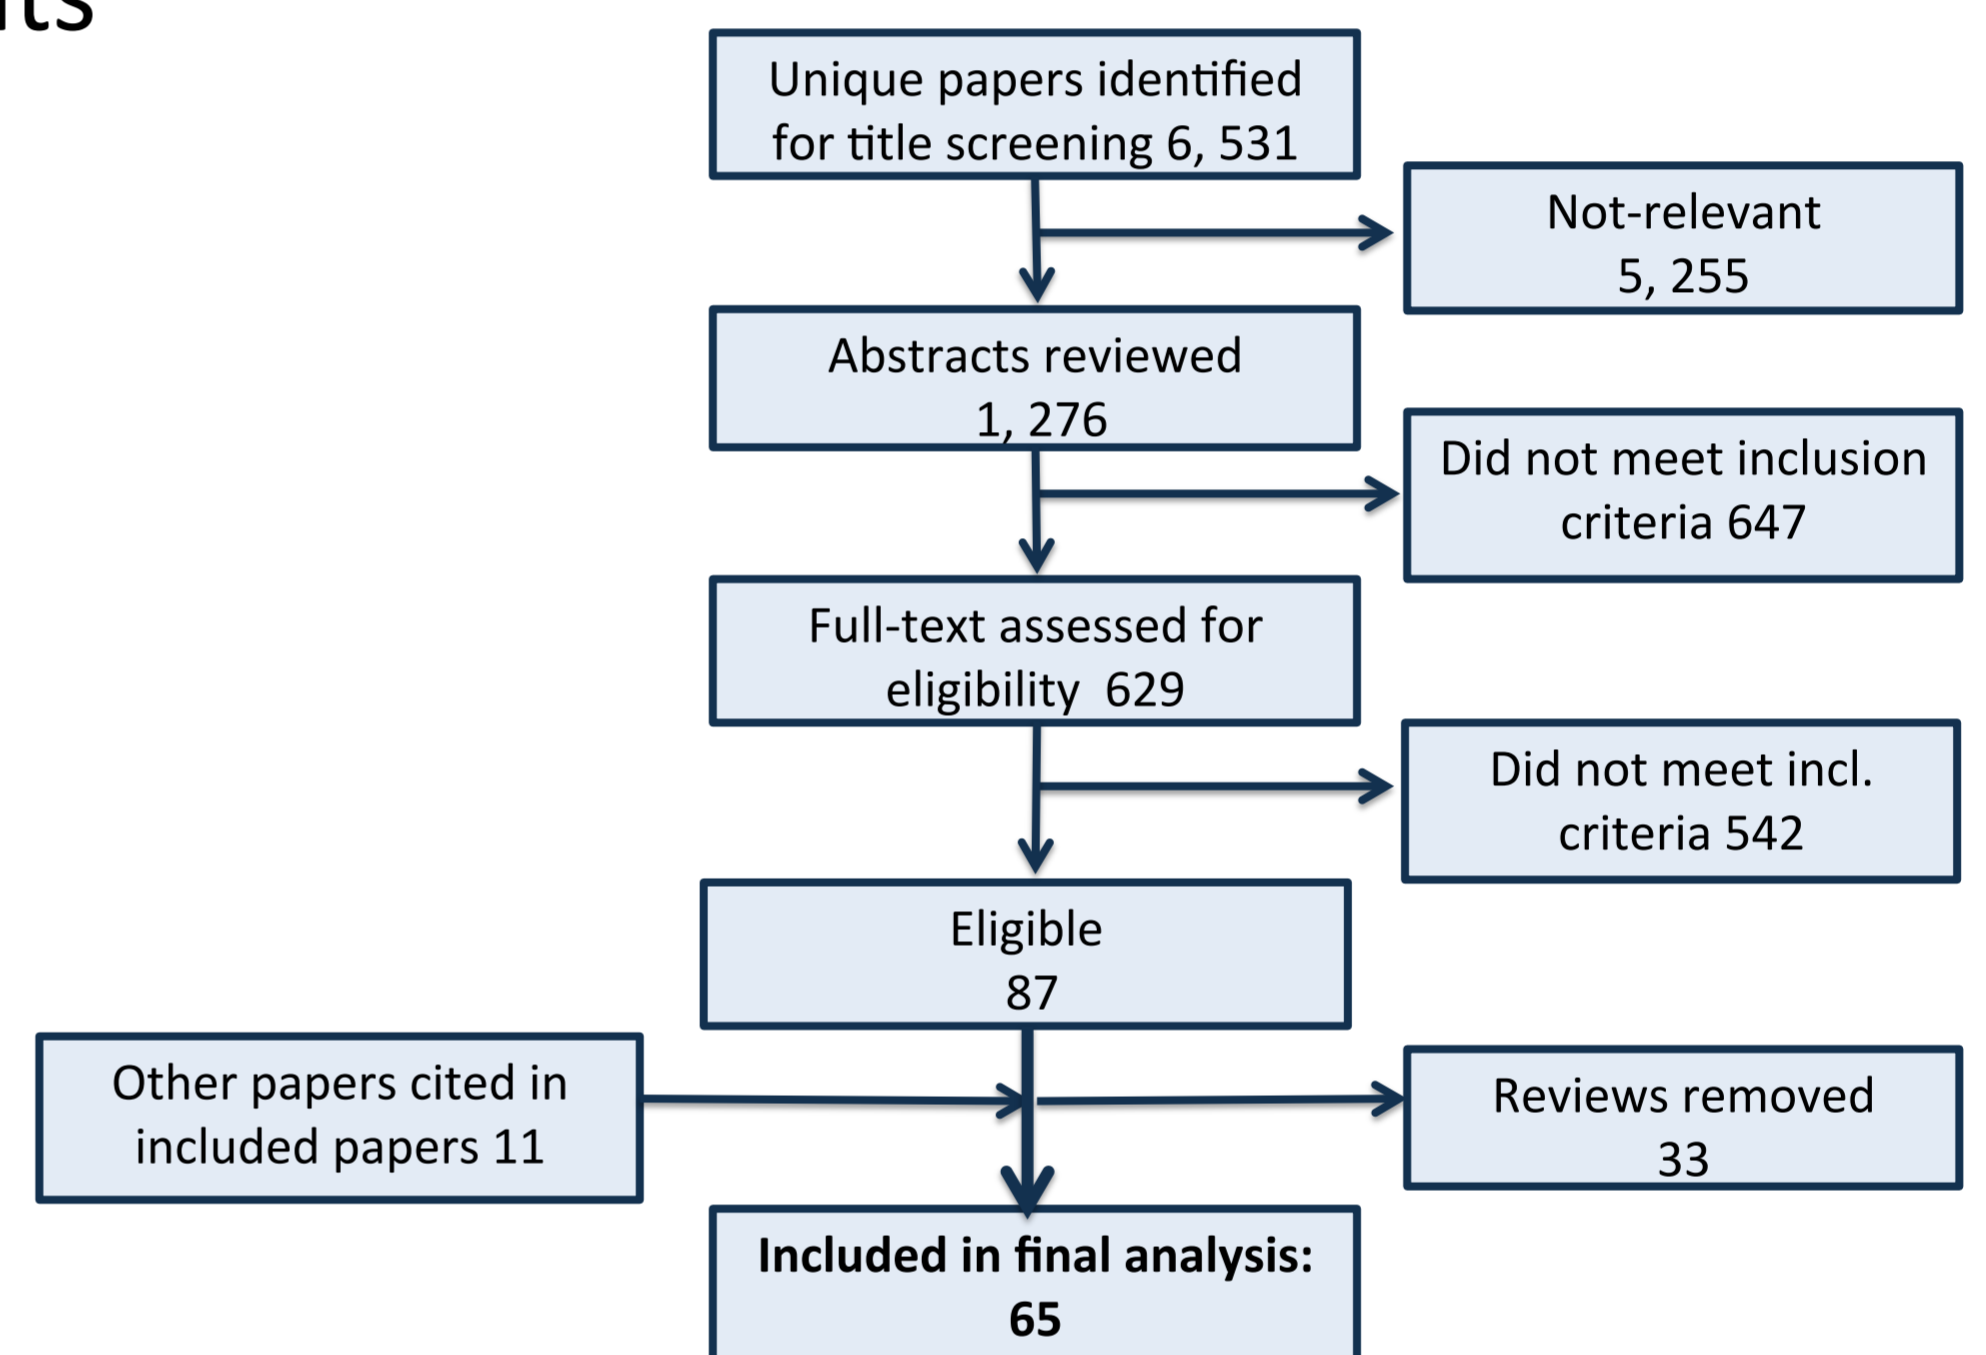 Unique papers identified
for title screening 6, 531
Not-relevant
5, 255
Abstracts reviewed
1, 276
Did not meet inclusion
criteria 647
Full-text assessed for
eligibility 629
Did not meet incl.
criteria 542
Eligible
87
Other papers cited in
included papers 11
Reviews removed
33
Included in final analysis:
65